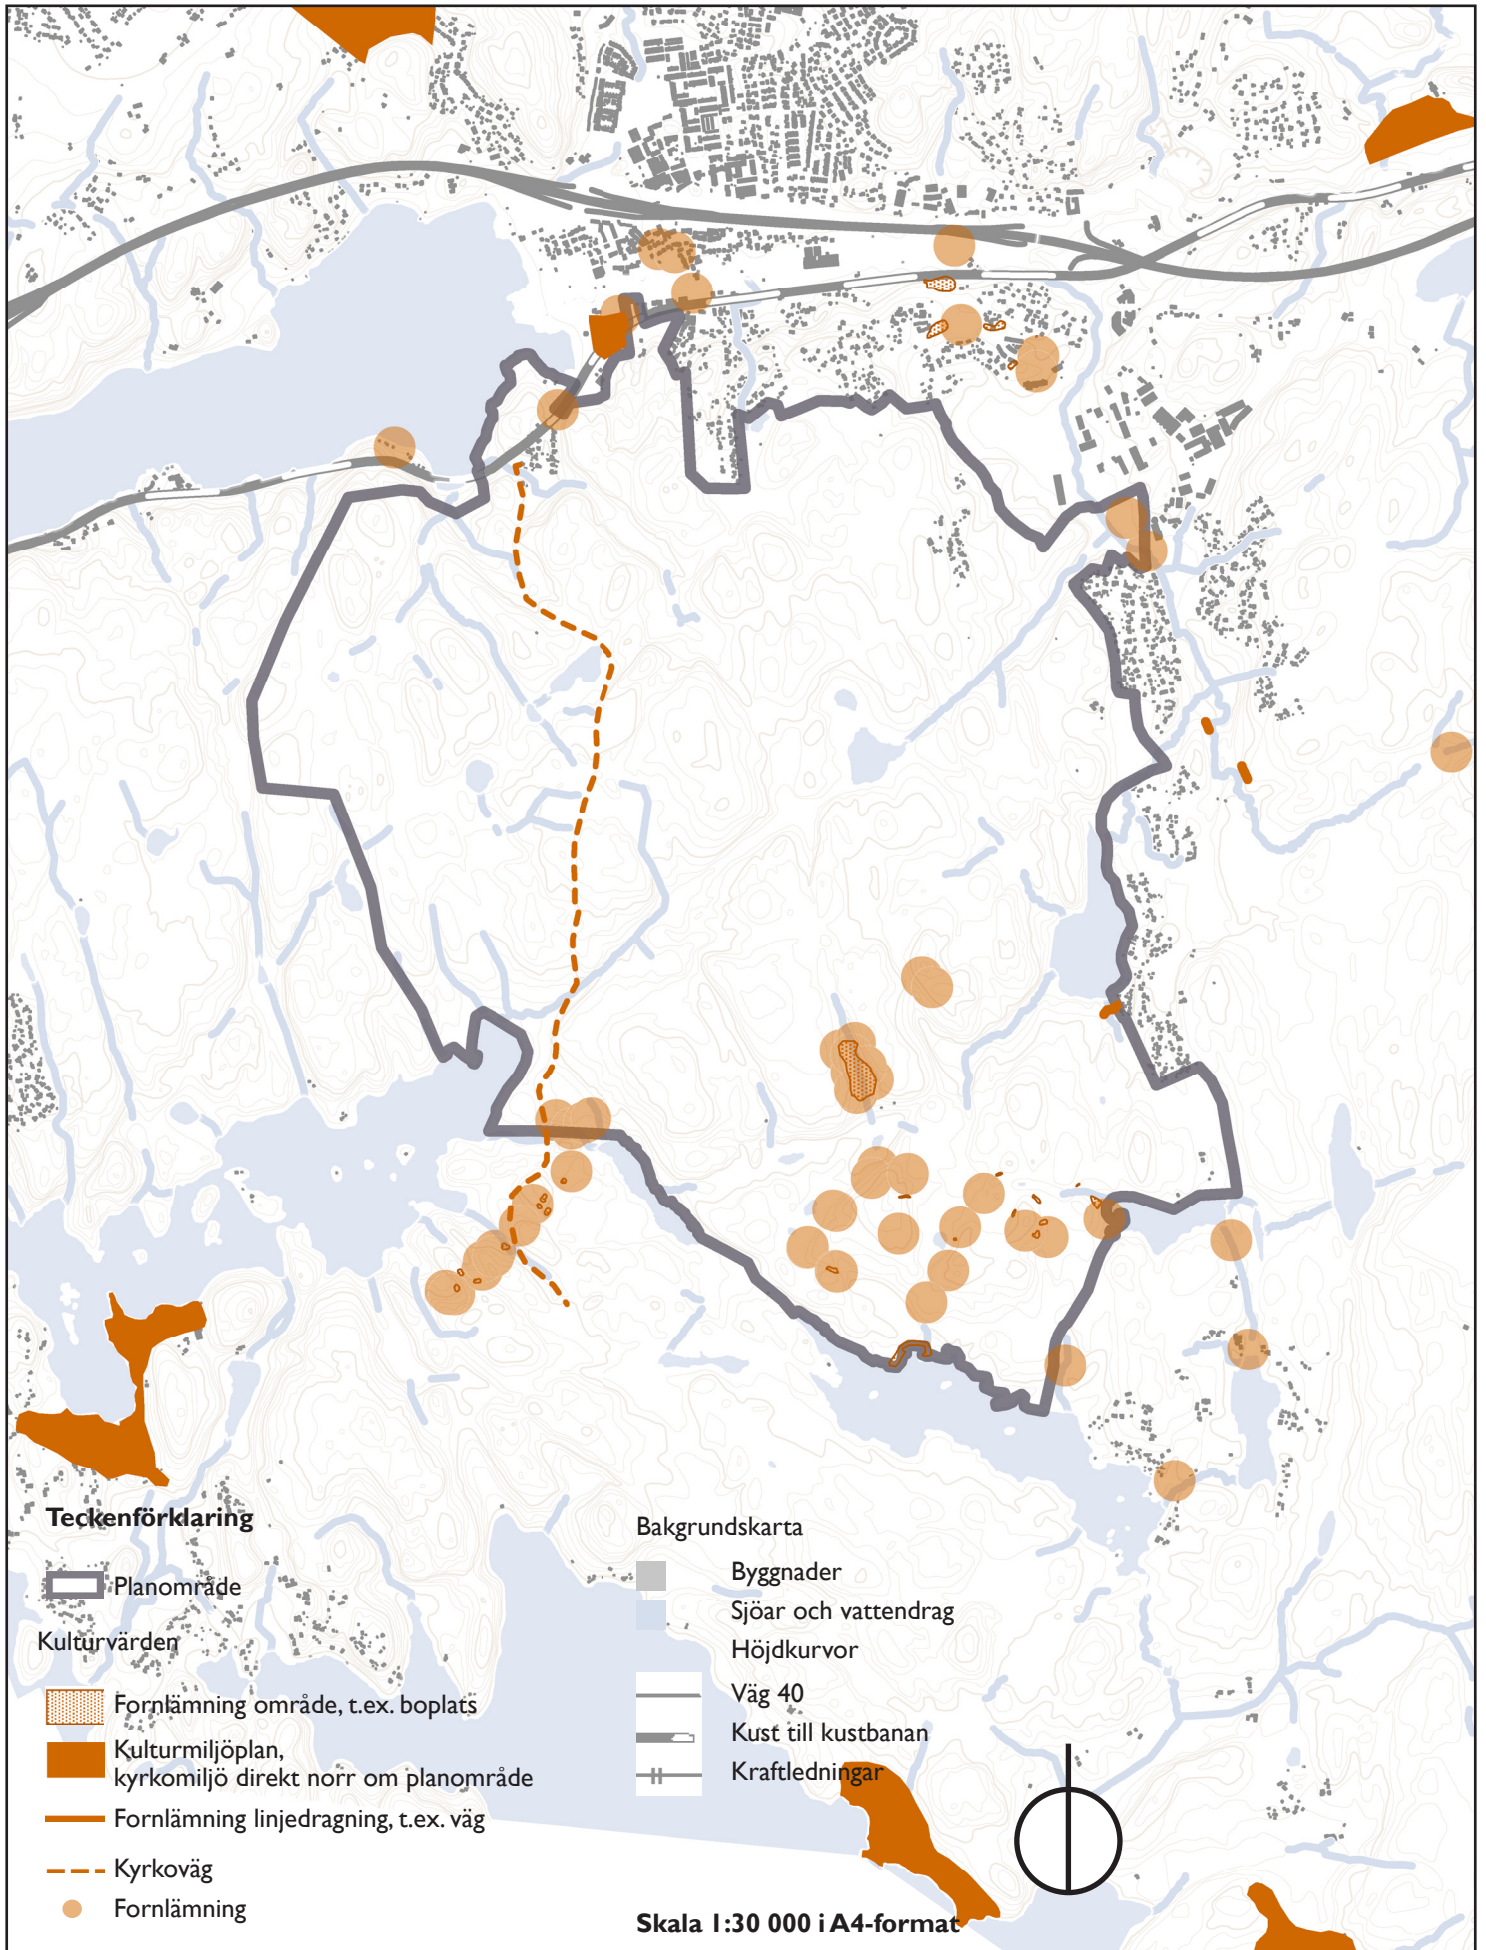 Teckenförklaring
Planområde
Kulturvärden
Fornlämning område, t.ex. boplats
Kulturmiljöplan,
kyrkomiljö direkt norr om planområde
Fornlämning linjedragning, t.ex. väg
Kyrkoväg
Fornlämning
Bakgrundskarta
Byggnader
Sjöar och vattendrag
Höjdkurvor
Väg 40
Kust till kustbanan
Kraftledningar
Skala 1:30 000 i A4-format